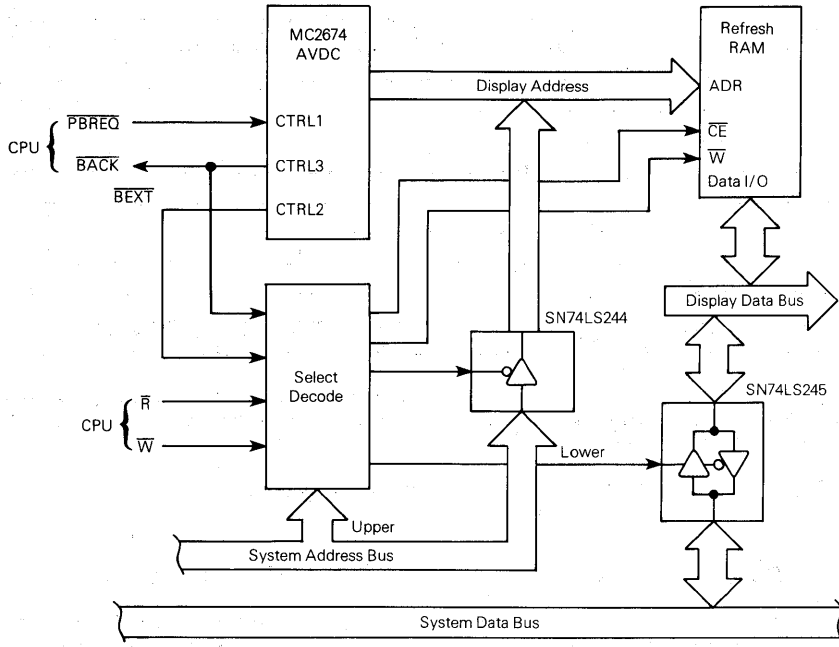 MC2674
AVDC
Refresh
RAM
Display Address
ADR
CPU { PBREQ
CTRL1
CE
BACK
CTRL3
W
BEXT
CTRL2
Data I/O
Display Data Bus
SN74LS244
Select
Decode
SN74LS245
CPU { R
W
Lower
Upper
System Address Bus
System Data Bus